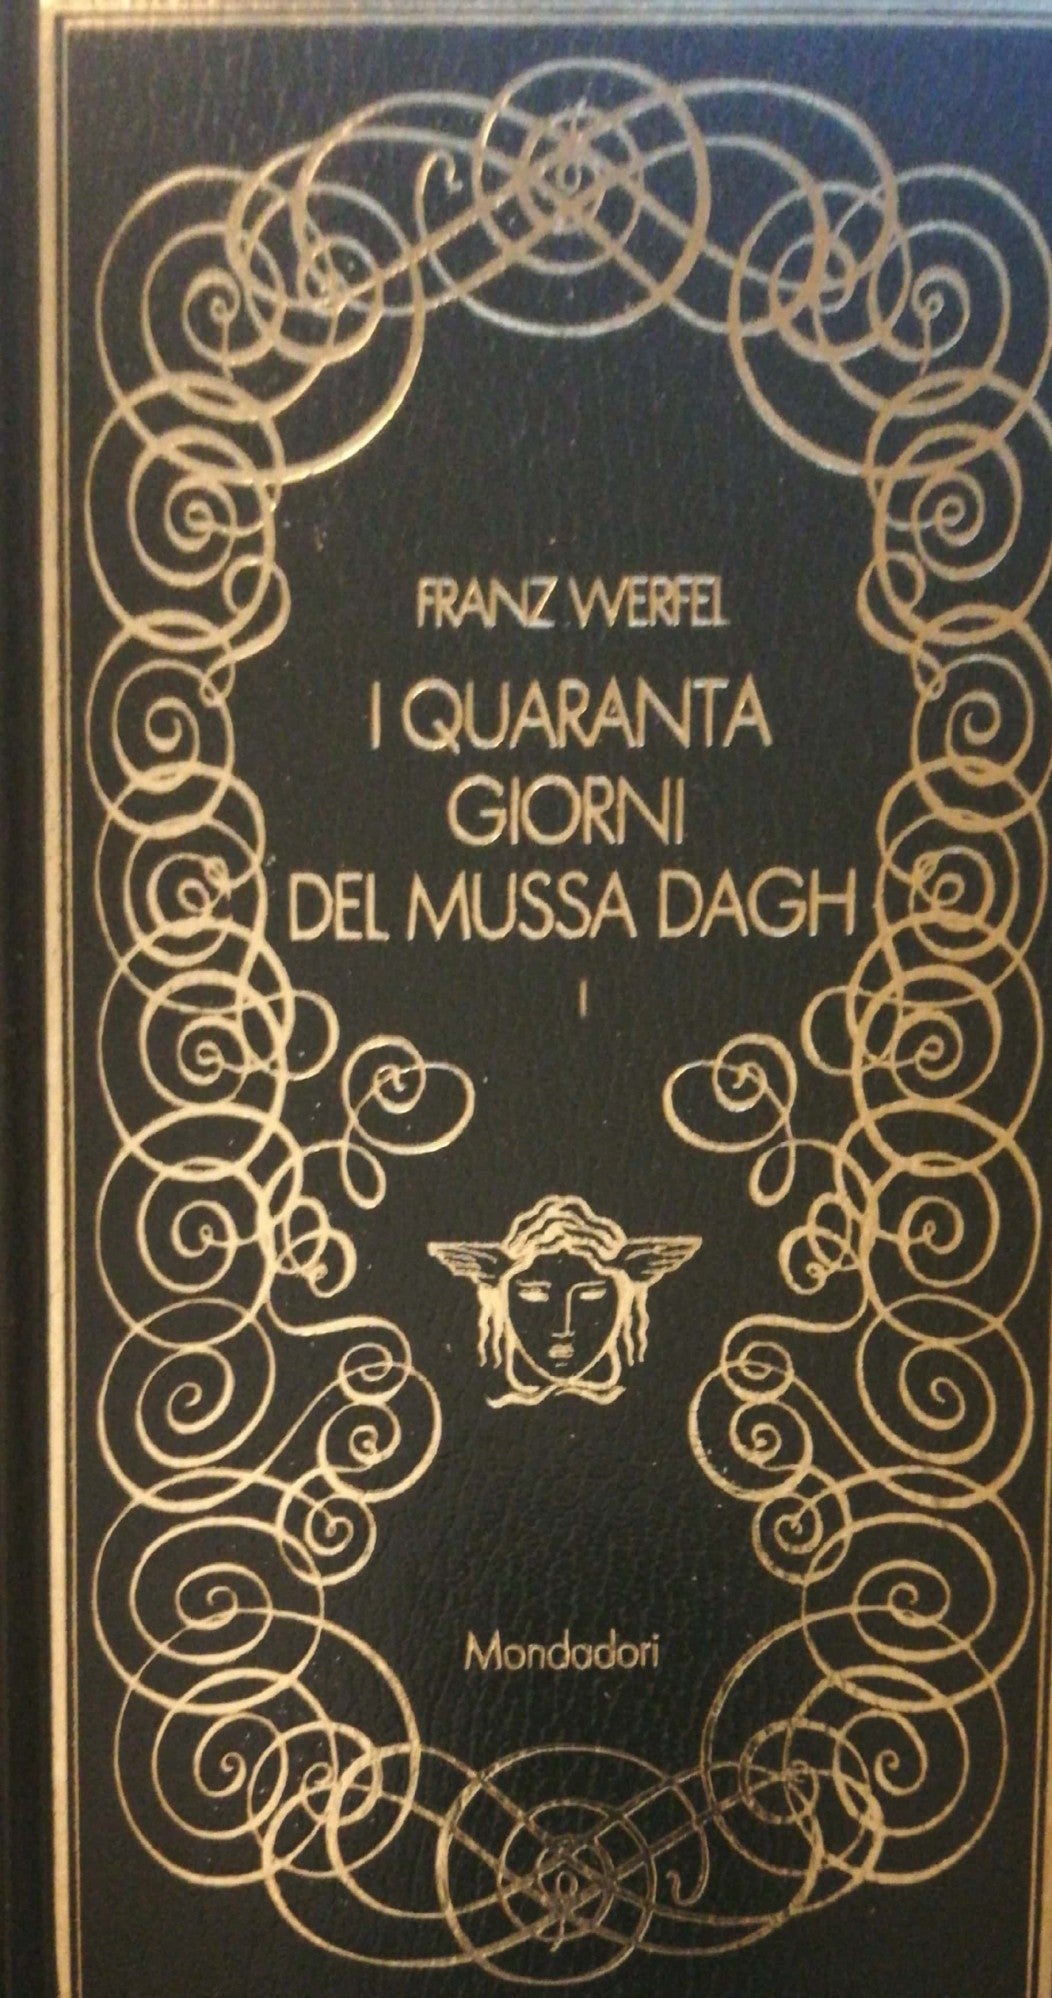 FRANZ WERFEL
I QUARANTA
GIORNI
DEL MUSSA DAGH
I
Mondadori